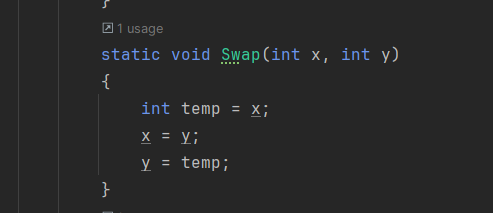 }
1 usage
static void Swap(int x, int y)
{
int temp = x;
x = y;
y = temp;
}